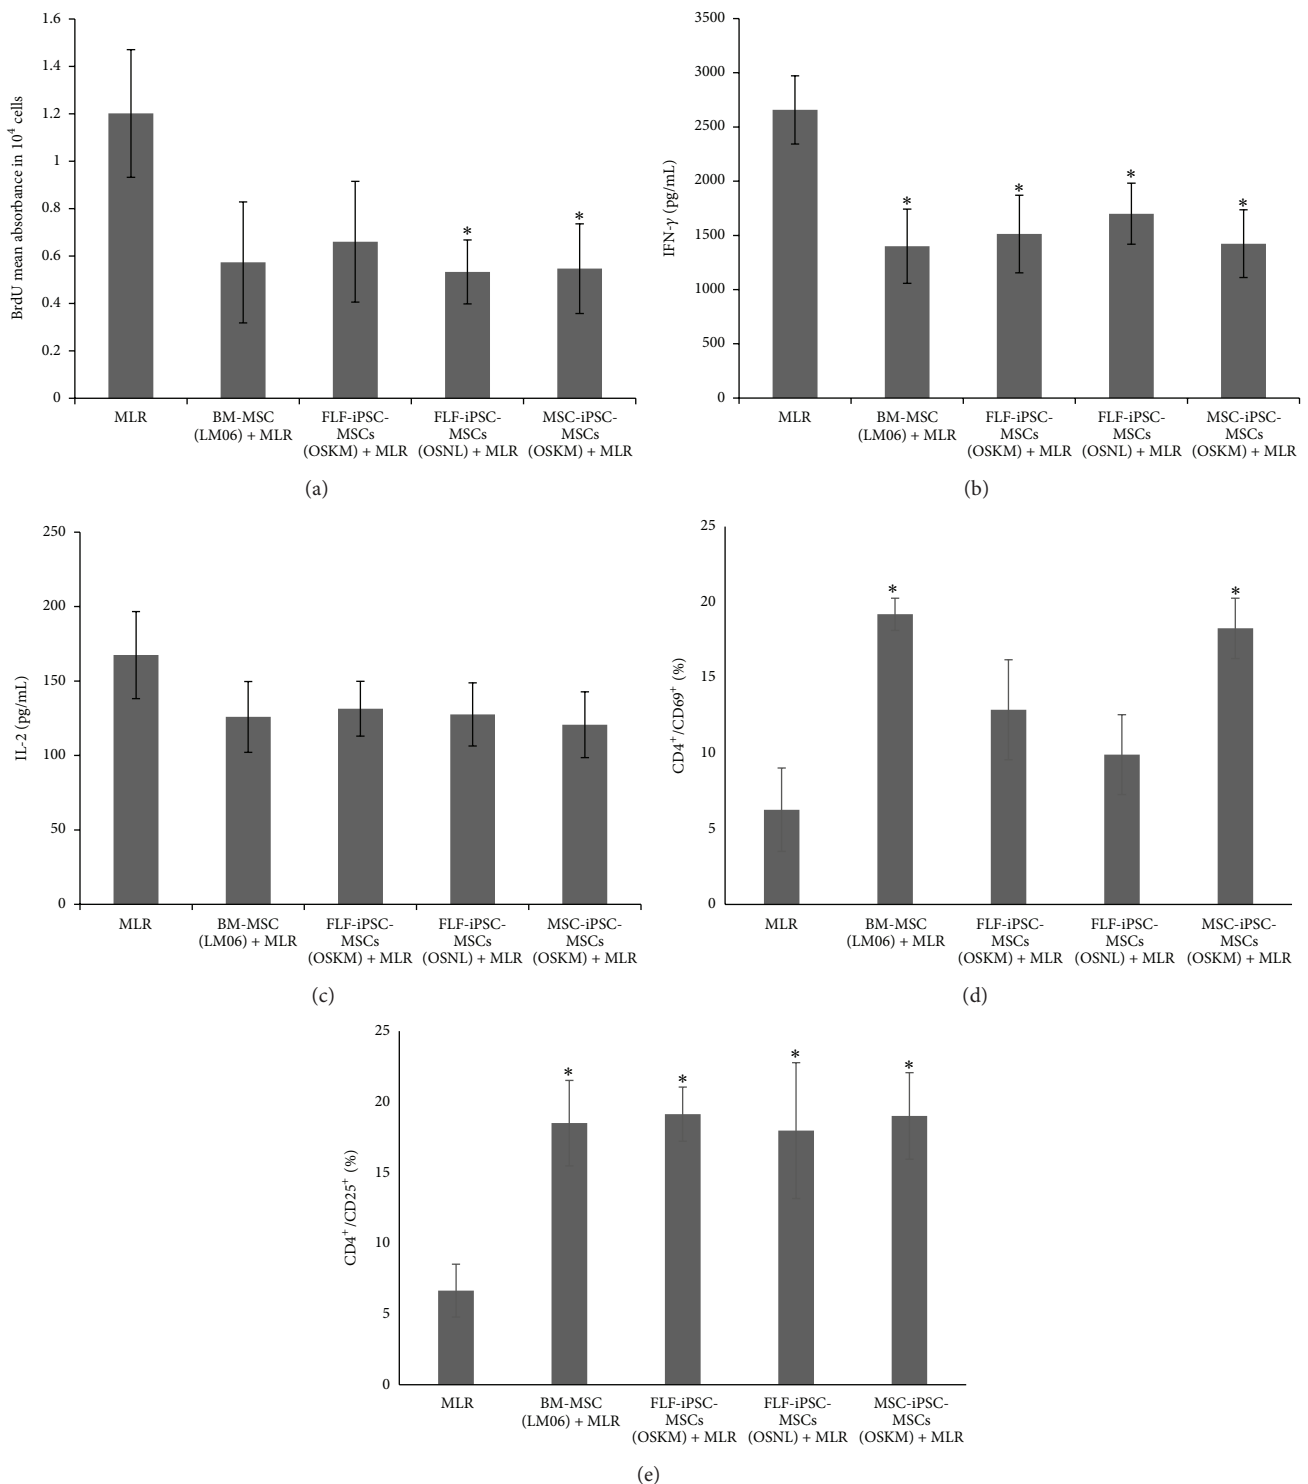 1.6
1.4
1.2
1
0.8
0.6
0.4
0.2
0
BrdU mean absorbance in 10⁴ cells
*
*
MLR
BM-MSC
(LM06) + MLR
FLF-iPSC-
MSCs
(OSKM) + MLR
FLF-iPSC-
MSCs
(OSNL) + MLR
MSC-iPSC-
MSCs
(OSKM) + MLR
(a)
3500
3000
2500
2000
1500
1000
500
0
IFN-γ (pg/mL)
*
*
*
*
MLR
BM-MSC
(LM06) + MLR
FLF-iPSC-
MSCs
(OSKM) + MLR
FLF-iPSC-
MSCs
(OSNL) + MLR
MSC-iPSC-
MSCs
(OSKM) + MLR
(b)
250
200
150
100
50
0
IL-2 (pg/mL)
MLR
BM-MSC
(LM06) + MLR
FLF-iPSC-
MSCs
(OSKM) + MLR
FLF-iPSC-
MSCs
(OSNL) + MLR
MSC-iPSC-
MSCs
(OSKM) + MLR
(c)
25
20
15
10
5
0
CD4⁺/CD69⁺ (%)
*
*
MLR
BM-MSC
(LM06) + MLR
FLF-iPSC-
MSCs
(OSKM) + MLR
FLF-iPSC-
MSCs
(OSNL) + MLR
MSC-iPSC-
MSCs
(OSKM) + MLR
(d)
25
20
15
10
5
0
CD4⁺/CD25⁺ (%)
*
*
*
*
MLR
BM-MSC
(LM06) + MLR
FLF-iPSC-
MSCs
(OSKM) + MLR
FLF-iPSC-
MSCs
(OSNL) + MLR
MSC-iPSC-
MSCs
(OSKM) + MLR
(e)